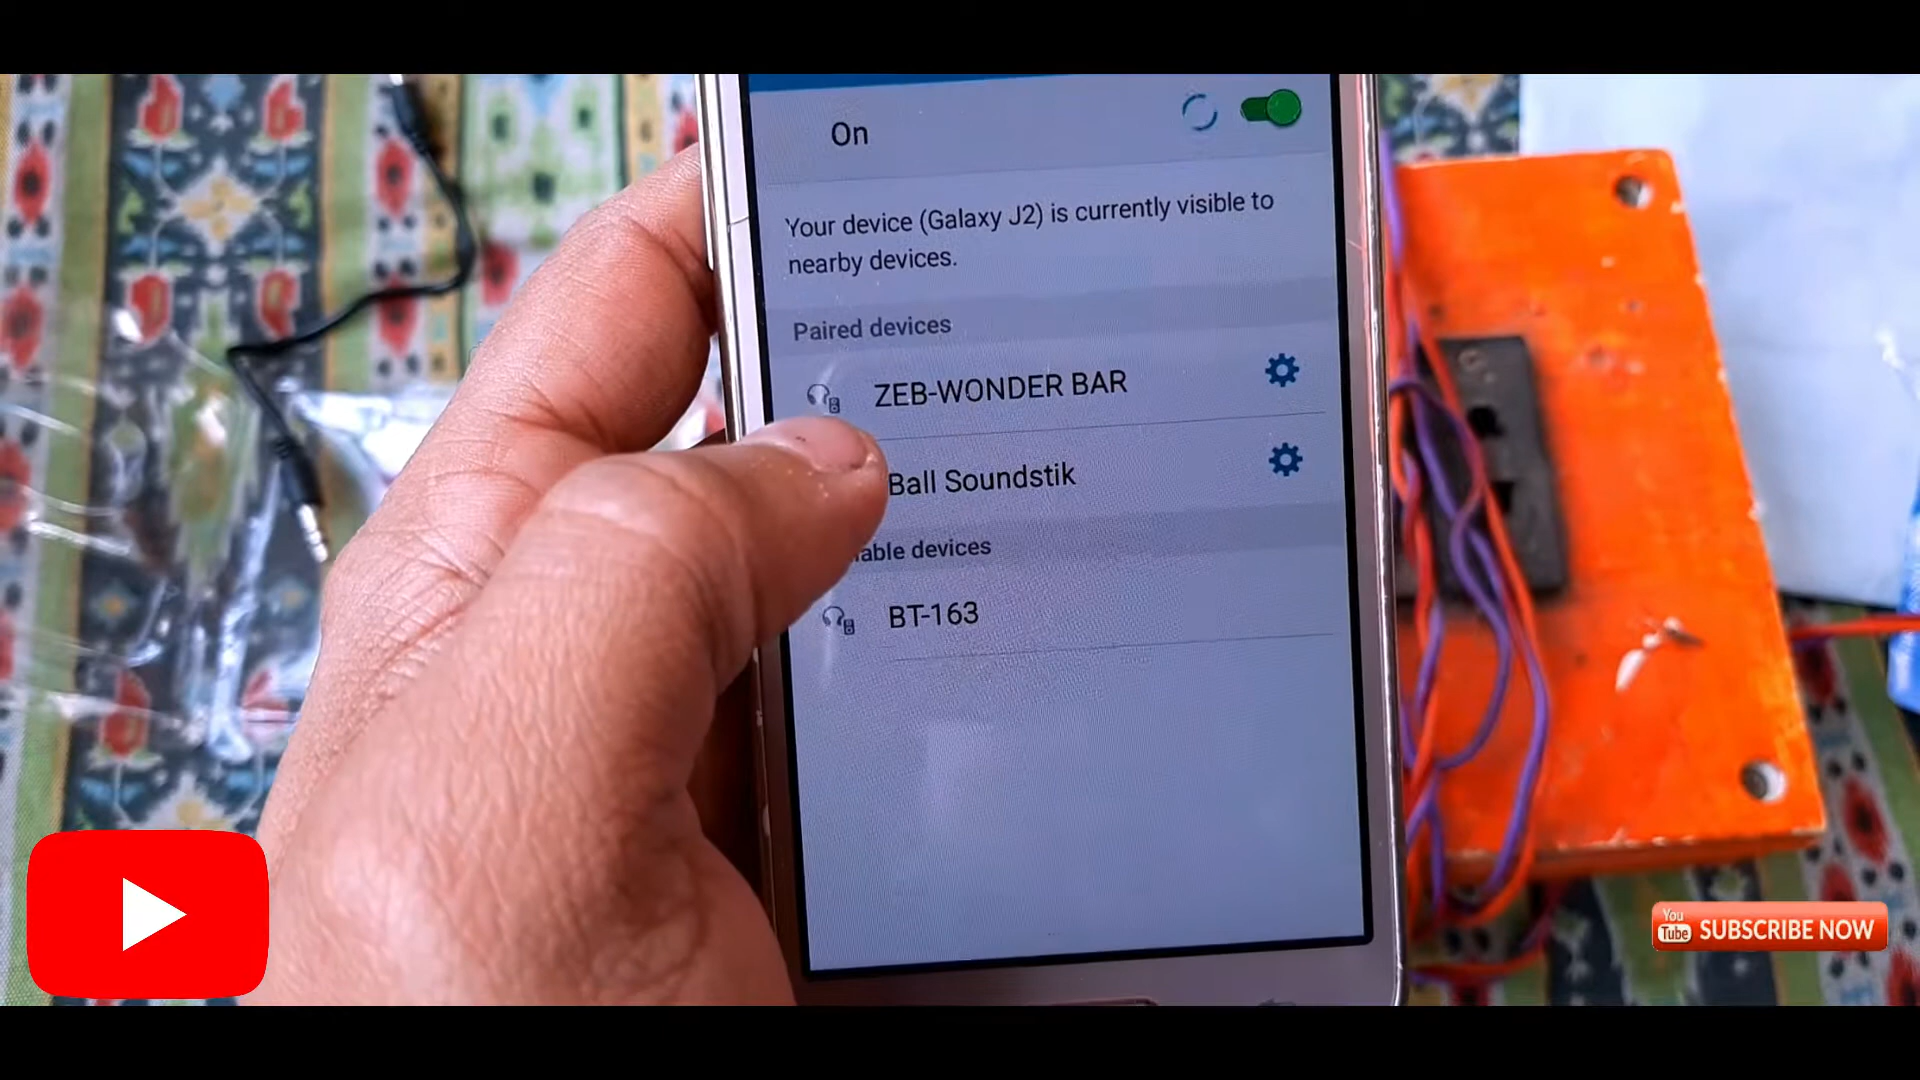 On
Your device (Galaxy J2) is currently visible to
nearby devices.
Paired devices
ZEB-WONDER BAR
Ball Soundstik
able devices
BT-163
You
Tube
SUBSCRIBE NOW